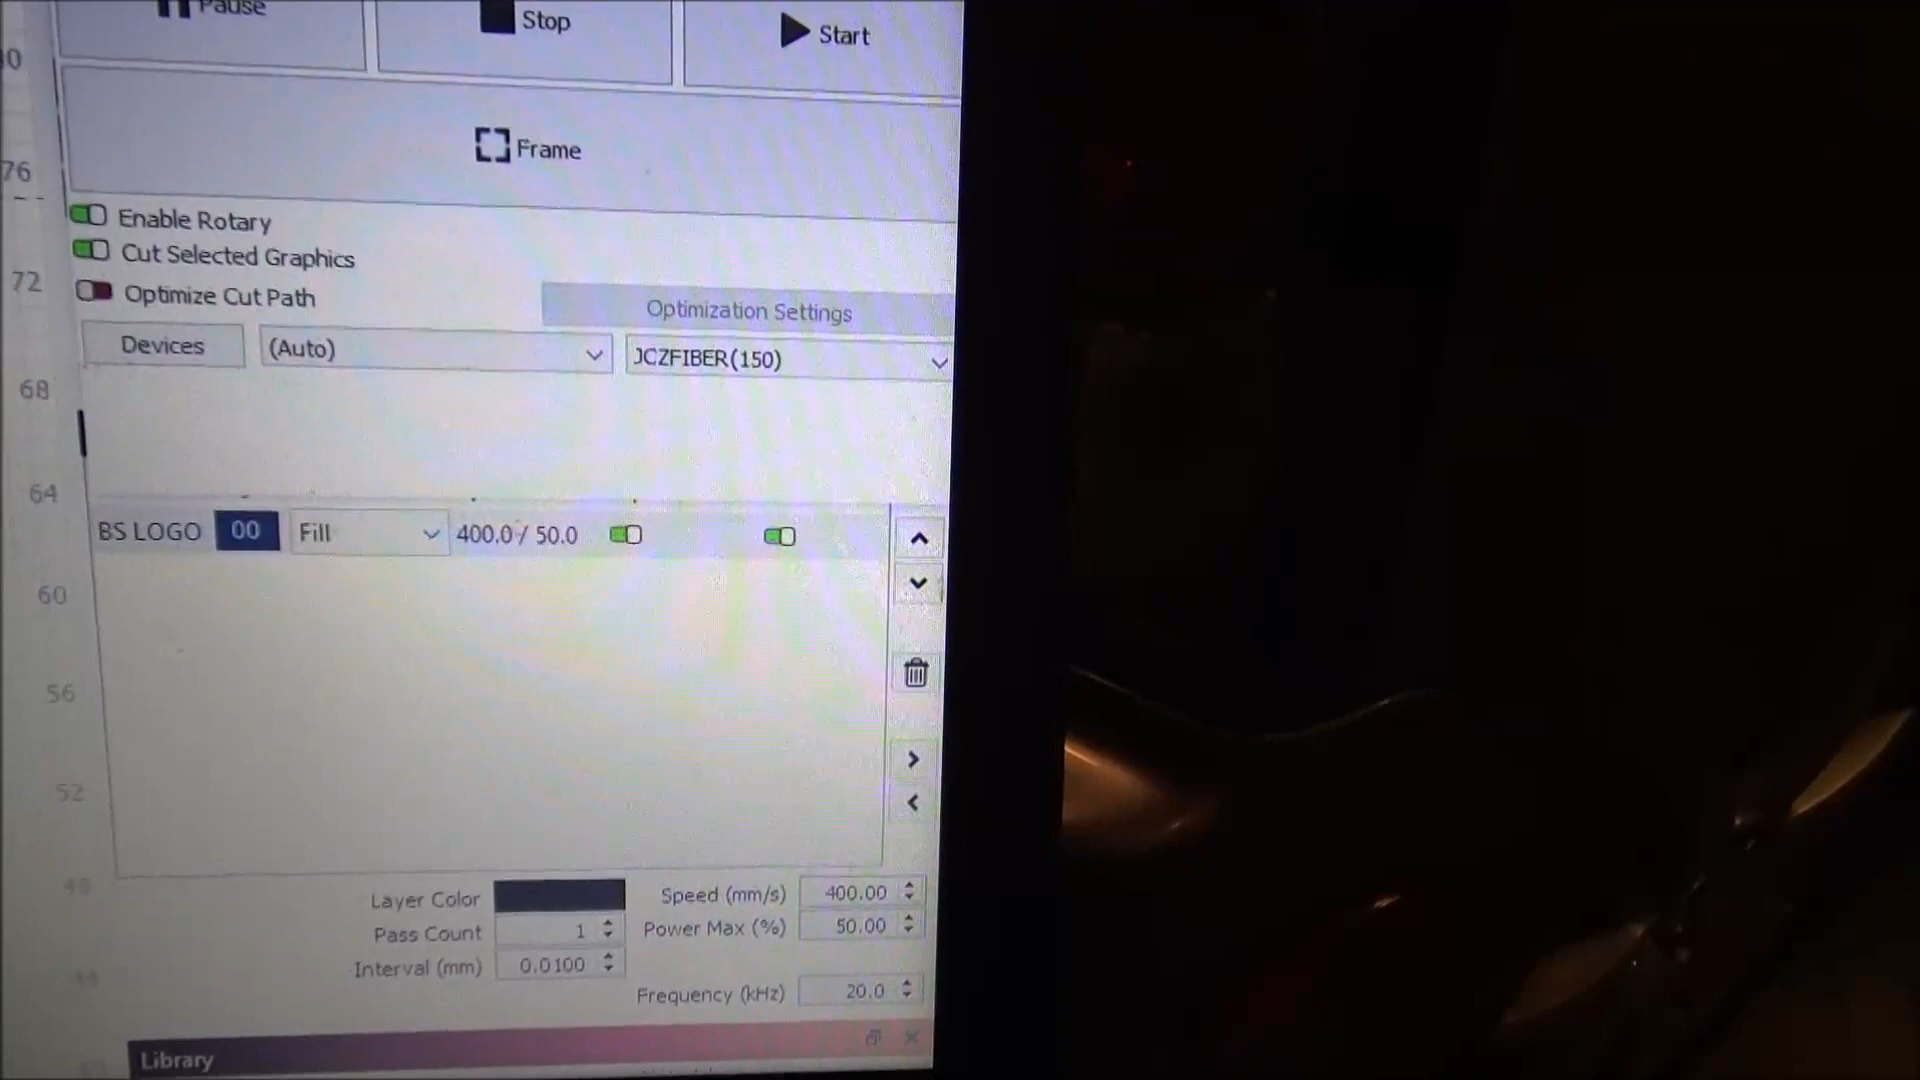 Pause
Stop
Start
Frame
76
Enable Rotary
Cut Selected Graphics
72
Optimize Cut Path
Optimization Settings
Devices
(Auto)
JCZFIBER(150)
68
64
BS LOGO
00
Fill
400.0 / 50.0
60
56
52
48
Layer Color
Speed (mm/s)
400.00
Pass Count
1
Power Max (%)
50.00
Interval (mm)
0.0100
44
Frequency (kHz)
20.0
Library